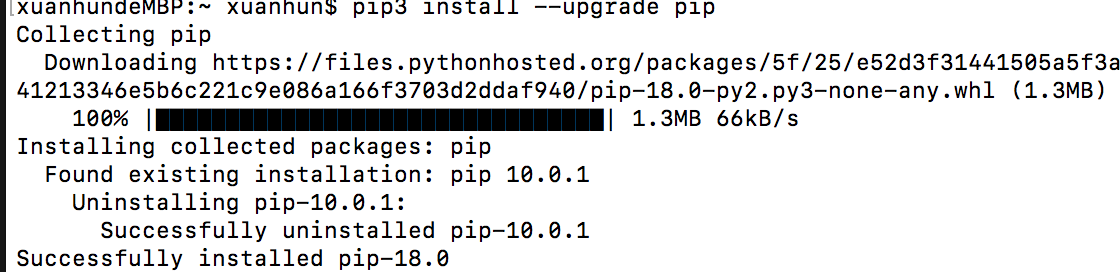 xuanhundeMBP:~ xuanhun$ pip3 install --upgrade pip
Collecting pip
Downloading https://files.pythonhosted.org/packages/5f/25/e52d3f31441505a5f3a
41213346e5b6c221c9e086a166f3703d2ddaf940/pip-18.0-py2.py3-none-any.whl (1.3MB)
100% |████████████████████████████████| 1.3MB 66kB/s
Installing collected packages: pip
Found existing installation: pip 10.0.1
Uninstalling pip-10.0.1:
Successfully uninstalled pip-10.0.1
Successfully installed pip-18.0